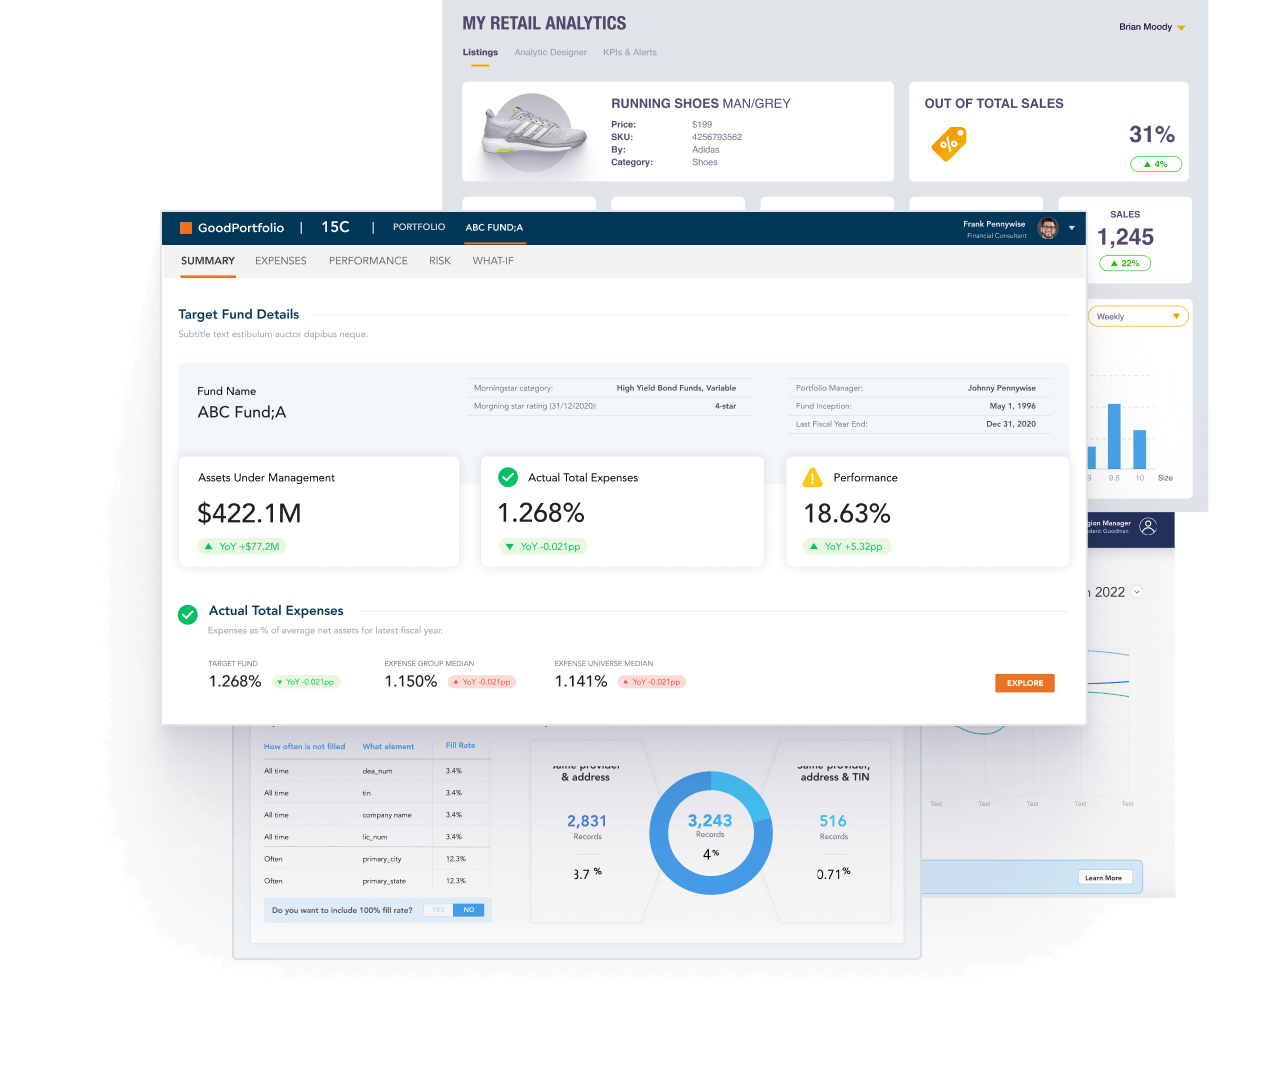 MY RETAIL ANALYTICS
Brian Moody
Listings Analytic Designer KPIs & Alerts
RUNNING SHOES MAN/GREY
Price: $199
SKU: 4256793562
By: Adidas
Category: Shoes
OUT OF TOTAL SALES
31%
4%
SALES
1,245
22%
Weekly
9 9.5 10 Size
GoodPortfolio | 15C | PORTFOLIO ABC FUND;A
Frank Pennywise
Financial Consultant
SUMMARY EXPENSES PERFORMANCE RISK WHAT-IF
Target Fund Details
Subtitle text estibulum auctor dapibus neque.
Fund Name
ABC Fund;A
Morningstar category: High Yield Bond Funds, Variable
Morgning star rating (31/12/2020): 4-star
Portfolio Manager: Johnny Pennywise
Fund Inception: May 1, 1996
Last Fiscal Year End: Dec 31, 2020
Assets Under Management
$422.1M
YoY +$77.2M
Actual Total Expenses
1.268%
YoY -0.021pp
Performance
18.63%
YoY +5.32pp
Actual Total Expenses
Expenses as % of average net assets for latest fiscal year.
TARGET FUND
1.268% YoY -0.021pp
EXPENSE GROUP MEDIAN
1.150% YoY -0.021pp
EXPENSE UNIVERSE MEDIAN
1.141% YoY -0.021pp
EXPLORE
gion Manager
deric Goodman
2022
Text Text Text Text Text
Learn More
How often is not filled What element Fill Rate
All time dea_num 3.4%
All time tin 3.4%
All time company name 3.4%
All time lic_num 3.4%
Often primary_city 12.3%
Often primary_state 12.3%
Do you want to include 100% fill rate? YES NO
Same provider
& address
2,831
Records
3.7 %
3,243
Records
4%
Same provider,
address & TIN
516
Records
0.71%